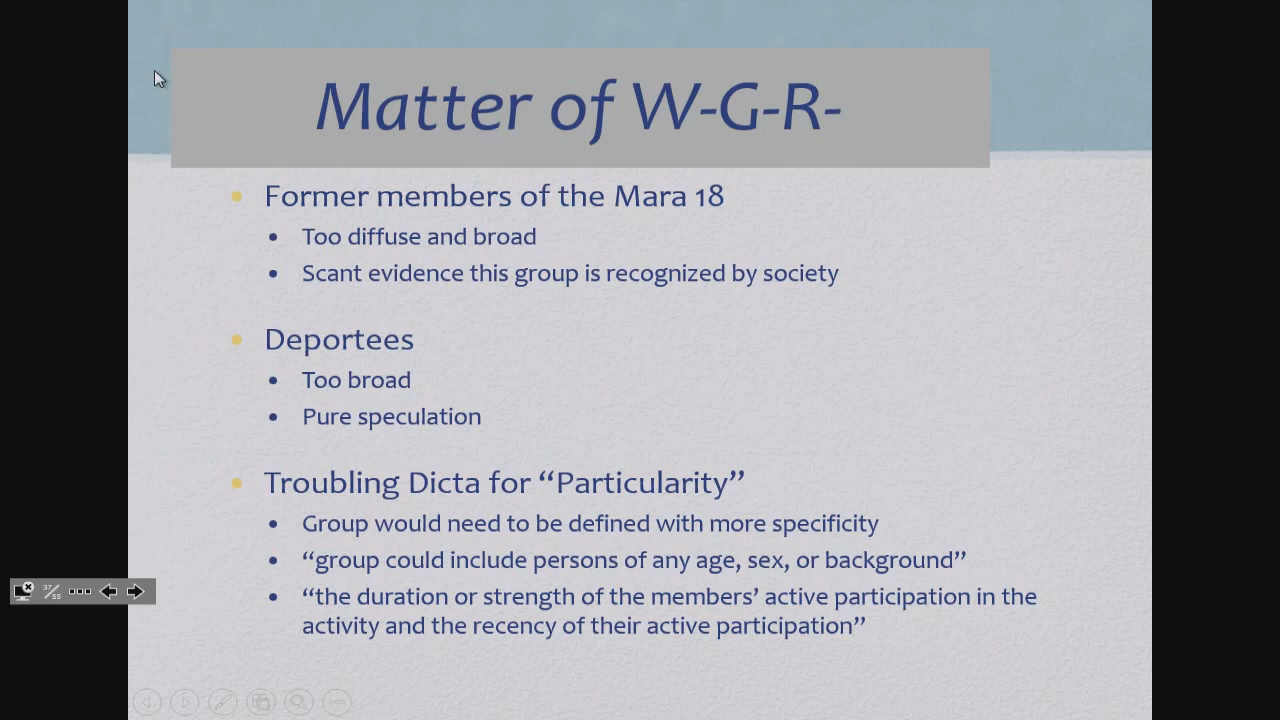 Matter of W-G-R-
Former members of the Mara 18
Too diffuse and broad
Scant evidence this group is recognized by society
Deportees
Too broad
Pure speculation
Troubling Dicta for “Particularity”
Group would need to be defined with more specificity
“group could include persons of any age, sex, or background”
“the duration or strength of the members’ active participation in the
activity and the recency of their active participation”
37/55